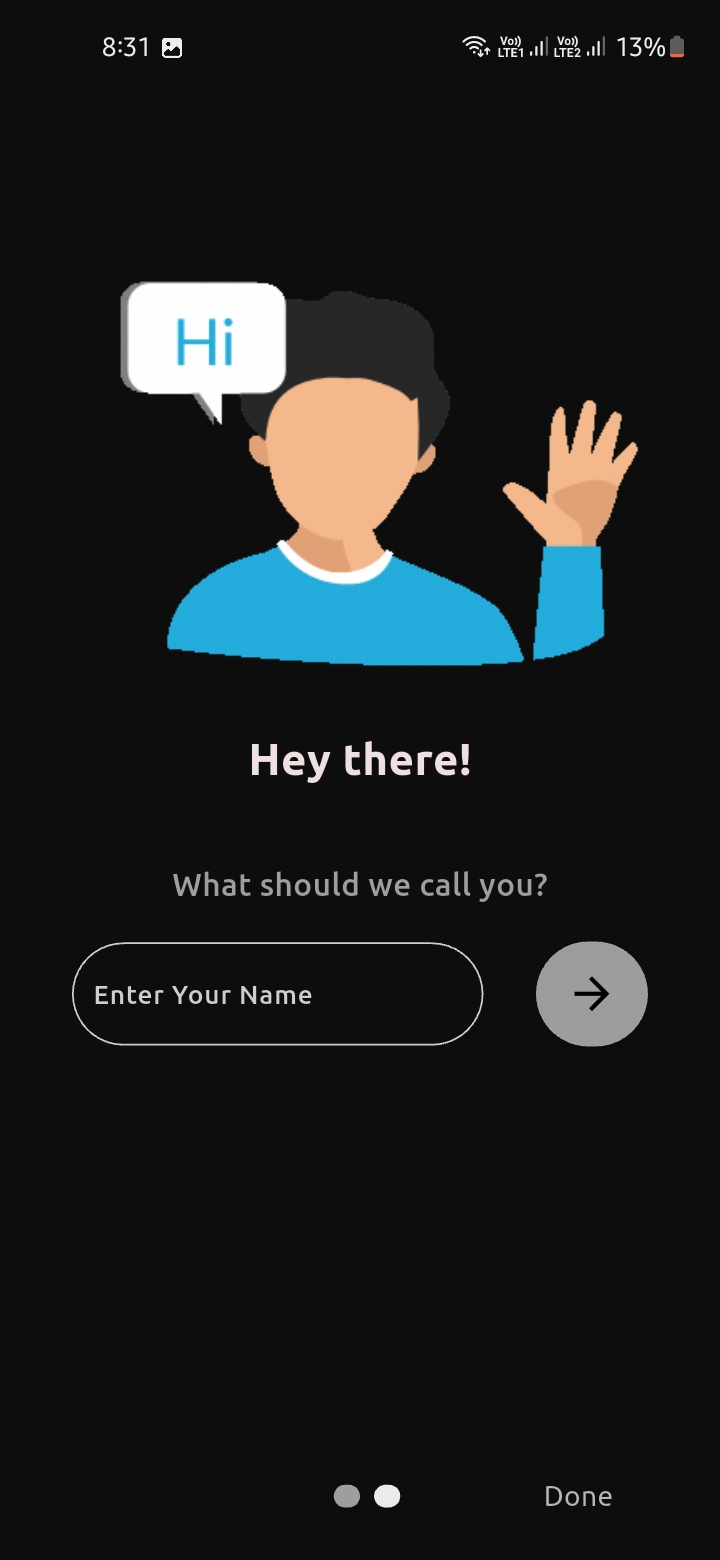 8:31
Vo)) LTE1 Vo)) LTE2 13%
Hi
Hey there!
What should we call you?
Enter Your Name
Done